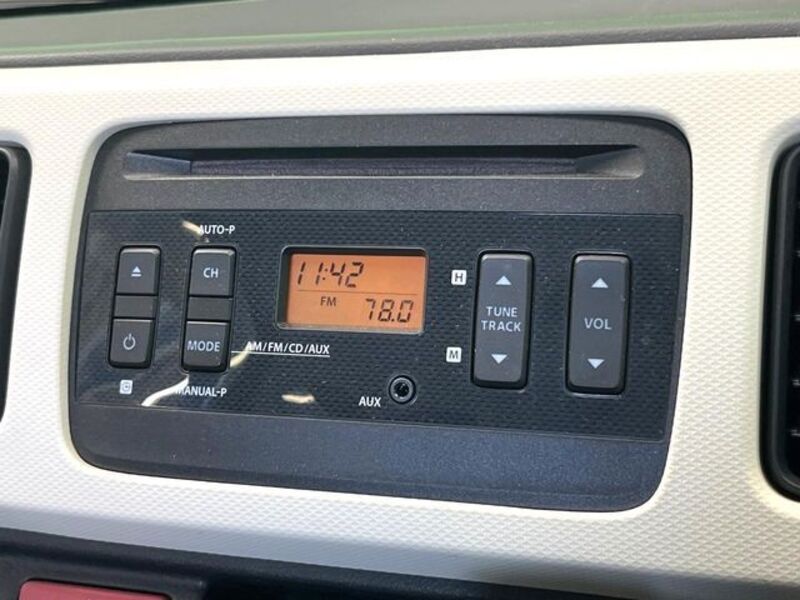 AUTO-P
CH
MODE
AM/FM/CD/AUX
MANUAL-P
C
11:42
FM
78.0
AUX
H
M
TUNE
TRACK
VOL